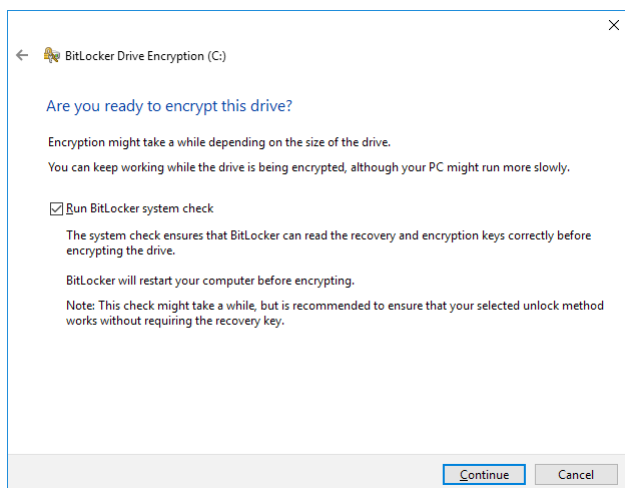 BitLocker Drive Encryption (C:)
Are you ready to encrypt this drive?
Encryption might take a while depending on the size of the drive.
You can keep working while the drive is being encrypted, although your PC might run more slowly.
Run BitLocker system check
The system check ensures that BitLocker can read the recovery and encryption keys correctly before
encrypting the drive.
BitLocker will restart your computer before encrypting.
Note: This check might take a while, but is recommended to ensure that your selected unlock method
works without requiring the recovery key.
Continue
Cancel